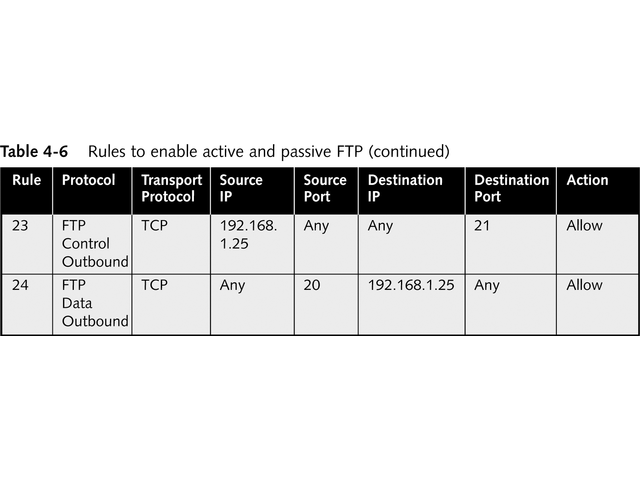 Table 4-6 Rules to enable active and passive FTP (continued)
Rule Protocol Transport Protocol Source IP Source Port Destination IP Destination Port Action
23 FTP Control Outbound TCP 192.168.1.25 Any Any 21 Allow
24 FTP Data Outbound TCP Any 20 192.168.1.25 Any Allow